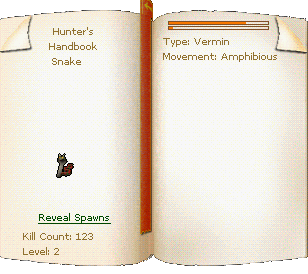 Hunter's
Handbook
Snake
Reveal Spawns
Kill Count: 123
Level: 2
Type: Vermin
Movement: Amphibious